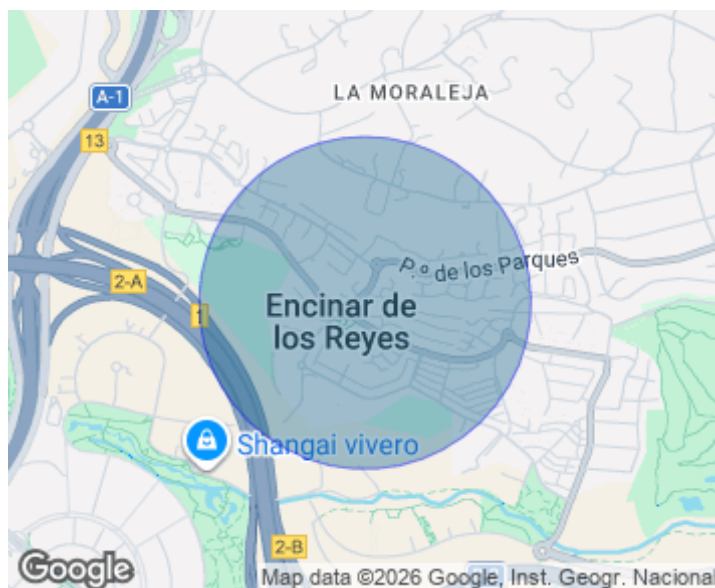 LA MORALEJA
A-1
13
P.º de los Parques
2-A
1
Encinar de
los Reyes
Shangai vivero
2-B
Google
Map data ©2026 Google, Inst. Geogr. Nacional